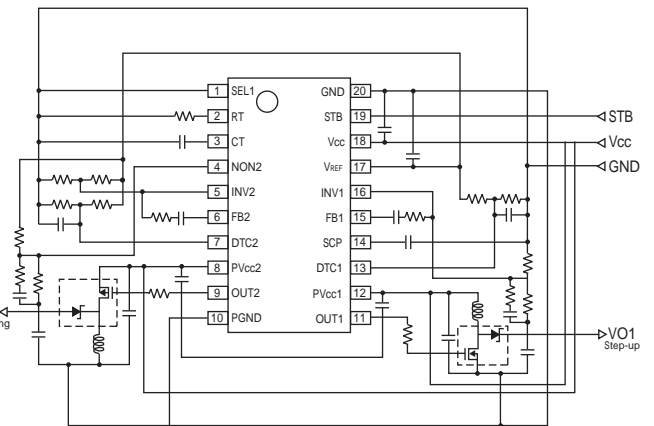 1 SEL1
2 RT
3 CT
4 NON2
5 INV2
6 FB2
7 DTC2
8 PVcc2
9 OUT2
10 PGND
GND 20
STB 19
Vcc 18
VREF 17
INV1 16
FB1 15
SCP 14
DTC1 13
PVcc1 12
OUT1 11
STB
Vcc
GND
VO1
Step-up